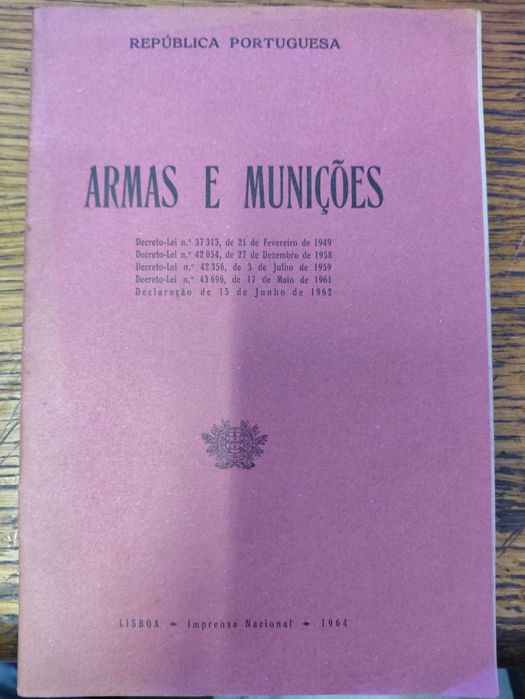 REPÚBLICA PORTUGUESA
ARMAS E MUNIÇÕES
Decreto-Lei n.º 37 313, de 21 de Fevereiro de 1949
Decreto-Lei n.º 42 054, de 27 de Dezembro de 1958
Decreto-Lei n.º 42 356, de 3 de Julho de 1959
Decreto-Lei n.º 43 696, de 17 de Maio de 1961
Declaração de 15 de Junho de 1962
LISBOA Imprensa Nacional 1964